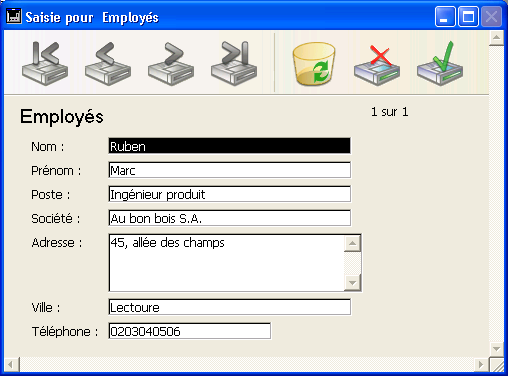 Saisie pour Employés
Employés
1 sur 1
Nom : Ruben
Prénom : Marc
Poste : Ingénieur produit
Société : Au bon bois S.A.
Adresse : 45, allée des champs
Ville : Lectoure
Téléphone : 0203040506